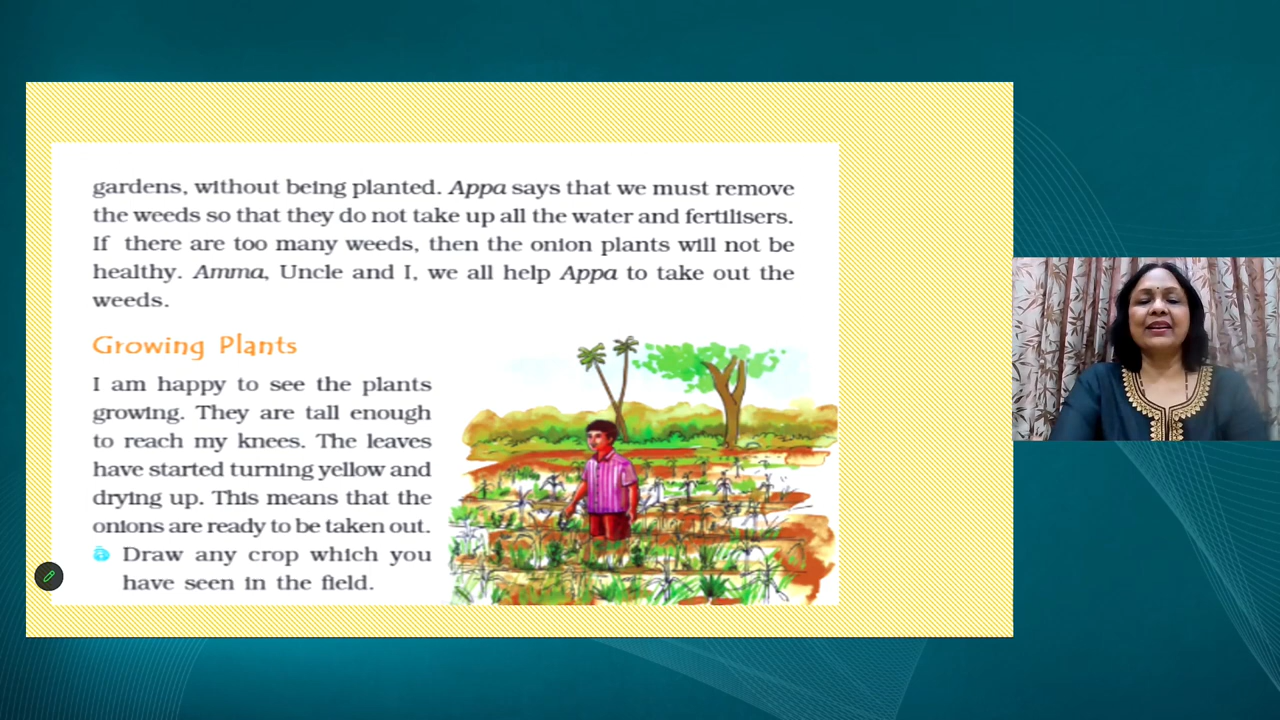 gardens, without being planted. Appa says that we must remove
the weeds so that they do not take up all the water and fertilisers.
If there are too many weeds, then the onion plants will not be
healthy. Amma, Uncle and I, we all help Appa to take out the
weeds.
Growing Plants
I am happy to see the plants
growing. They are tall enough
to reach my knees. The leaves
have started turning yellow and
drying up. This means that the
onions are ready to be taken out.
Draw any crop which you
have seen in the field.